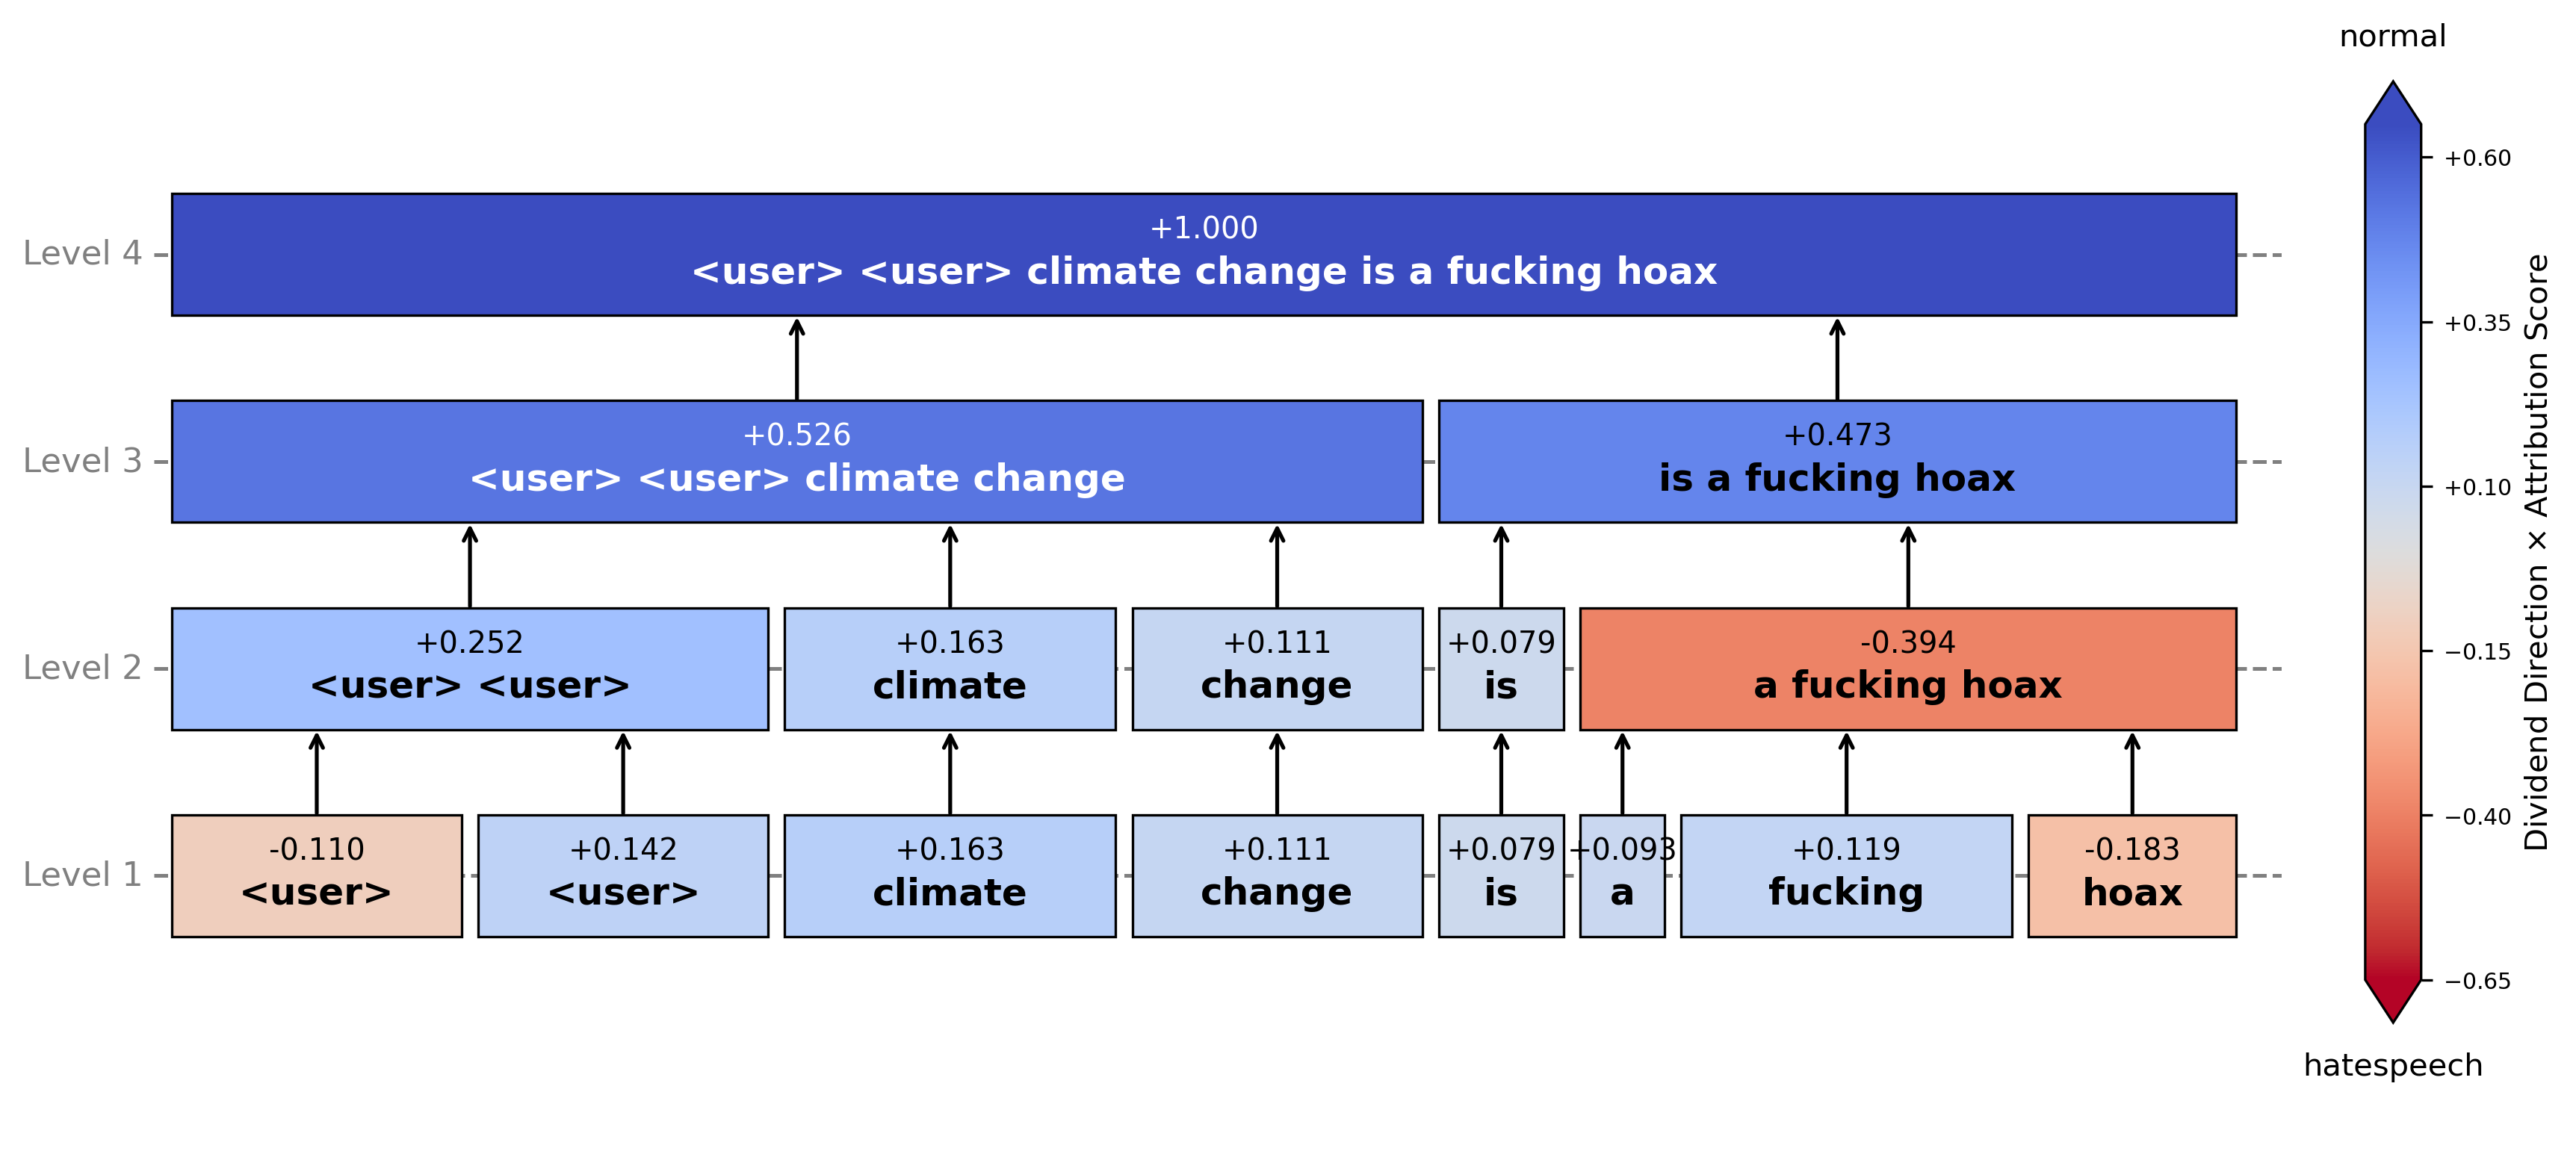 normal
+0.60
+0.35
+0.10
−0.15
−0.40
−0.65
Dividend Direction × Attribution Score
hatespeech
Level 4
+1.000
<user> <user> climate change is a fucking hoax
Level 3
+0.526
<user> <user> climate change
+0.473
is a fucking hoax
Level 2
+0.252
<user> <user>
+0.163
climate
+0.111
change
+0.079
is
-0.394
a fucking hoax
Level 1
-0.110
<user>
+0.142
<user>
+0.163
climate
+0.111
change
+0.079
is
+0.093
a
+0.119
fucking
-0.183
hoax